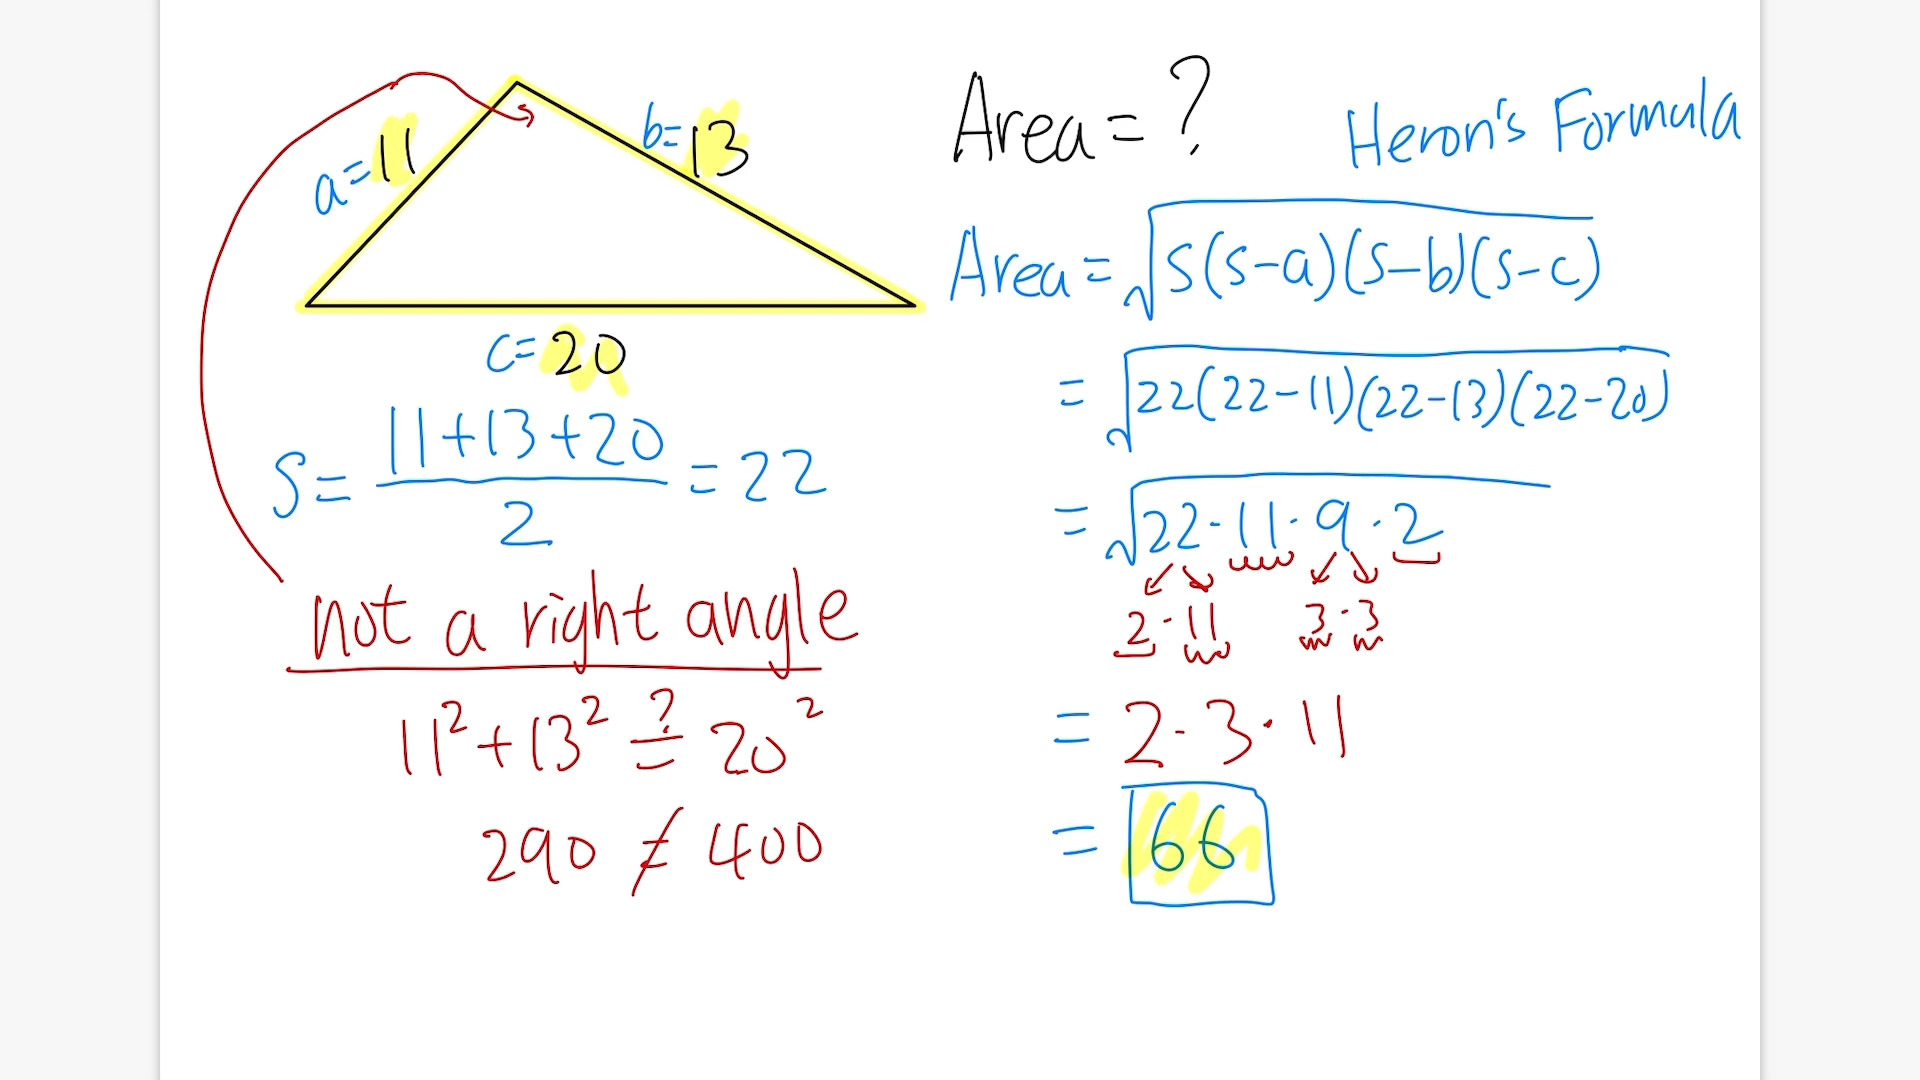 a=11
b=13
c=20
S= 11+13+20 / 2 =22
not a right angle
11²+13² ≟ 20²
290 ≠ 400
Area=?
Heron's Formula
Area=√S(S-a)(S-b)(S-c)
=√22(22-11)(22-13)(22-20)
=√22·11·9·2
2·11 3·3
=2·3·11
=66